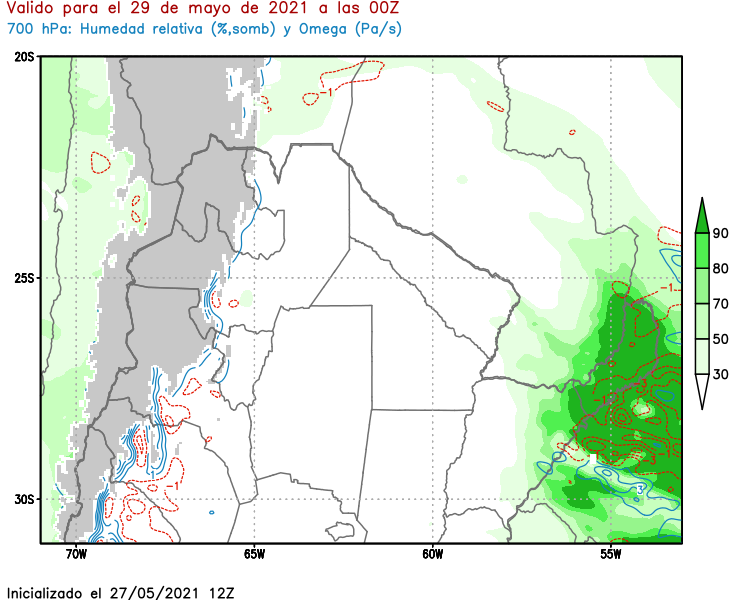 Valido para el 29 de mayo de 2021 a las 00Z
700 hPa: Humedad relativa (%,somb) y Omega (Pa/s)
20S
-1
-1
25S
90
80
70
50
30
-1
-1
-1
3
30S
70W
65W
60W
55W
Inicializado el 27/05/2021 12Z